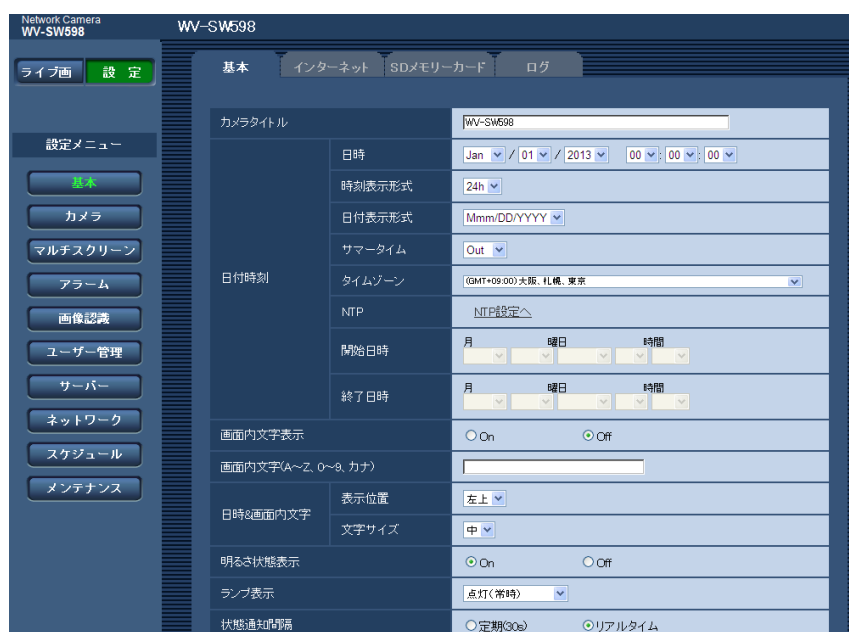 Network Camera
WV-SW598
WV-SW598
ライブ画 設 定
基本 インターネット SDメモリーカード ログ
設定メニュー
基本
カメラ
マルチスクリーン
アラーム
画像認識
ユーザー管理
サーバー
ネットワーク
スケジュール
メンテナンス
カメラタイトル WV-SW598
日付時刻
日時 Jan / 01 / 2013 00 : 00 : 00
時刻表示形式 24h
日付表示形式 Mmm/DD/YYYY
サマータイム Out
タイムゾーン (GMT+09:00)大阪、札幌、東京
NTP NTP設定へ
開始日時 月 曜日 時間
終了日時 月 曜日 時間
画面内文字表示 On Off
画面内文字(A～Z、0～9、カナ)
日時&画面内文字
表示位置 左上
文字サイズ 中
明るさ状態表示 On Off
ランプ表示 点灯(常時)
状態通知間隔 定期(30s) リアルタイム